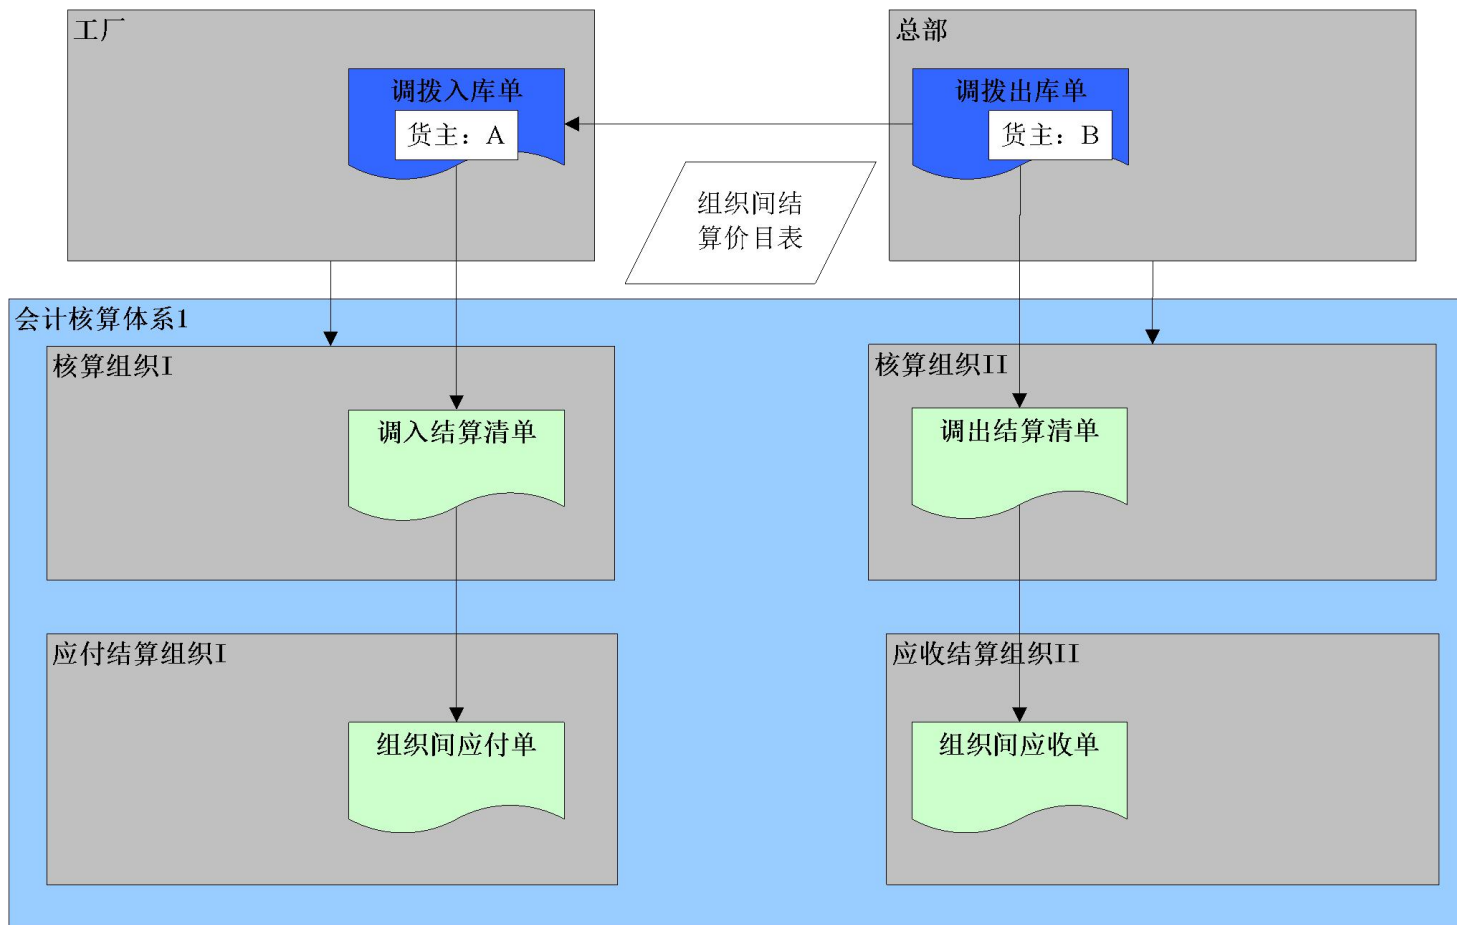 工厂
总部
调拨入库单
货主：A
调拨出库单
货主：B
组织间结
算价目表
会计核算体系1
核算组织I
核算组织II
调入结算清单
调出结算清单
应付结算组织I
应收结算组织II
组织间应付单
组织间应收单